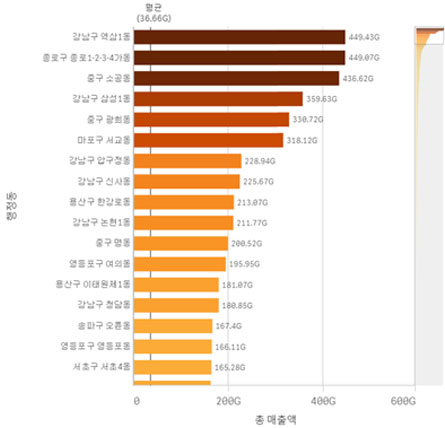 평균
(36.66G)
강남구 역삼1동 449.43G
종로구 종로1·2·3·4가동 449.07G
중구 소공동 436.62G
강남구 삼성1동 359.63G
중구 광희동 330.72G
마포구 서교동 318.12G
강남구 압구정동 228.94G
강남구 신사동 225.67G
용산구 한강로동 213.07G
강남구 논현1동 211.77G
중구 명동 200.52G
영등포구 여의동 195.95G
용산구 이태원제1동 181.07G
강남구 청담동 180.85G
송파구 오륜동 167.4G
영등포구 영등포동 166.11G
서초구 서초4동 165.28G
행정동
0 200G 400G 600G
총 매출액